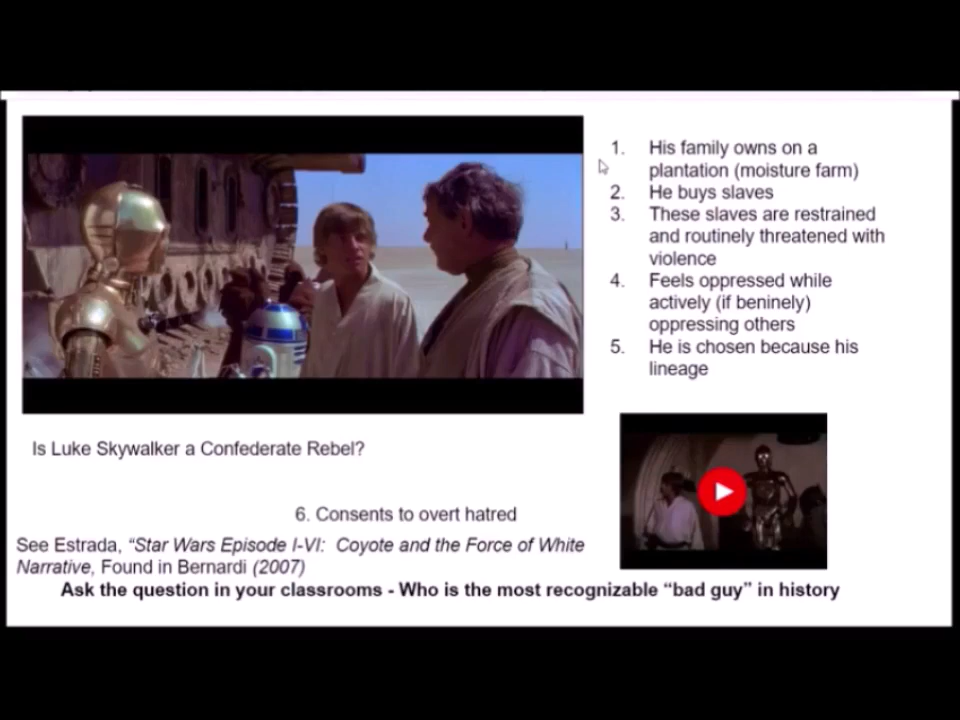 1. His family owns on a
plantation (moisture farm)
2. He buys slaves
3. These slaves are restrained
and routinely threatened with
violence
4. Feels oppressed while
actively (if beninely)
oppressing others
5. He is chosen because his
lineage
Is Luke Skywalker a Confederate Rebel?
6. Consents to overt hatred
See Estrada, “Star Wars Episode I-VI: Coyote and the Force of White
Narrative, Found in Bernardi (2007)
Ask the question in your classrooms - Who is the most recognizable “bad guy” in history